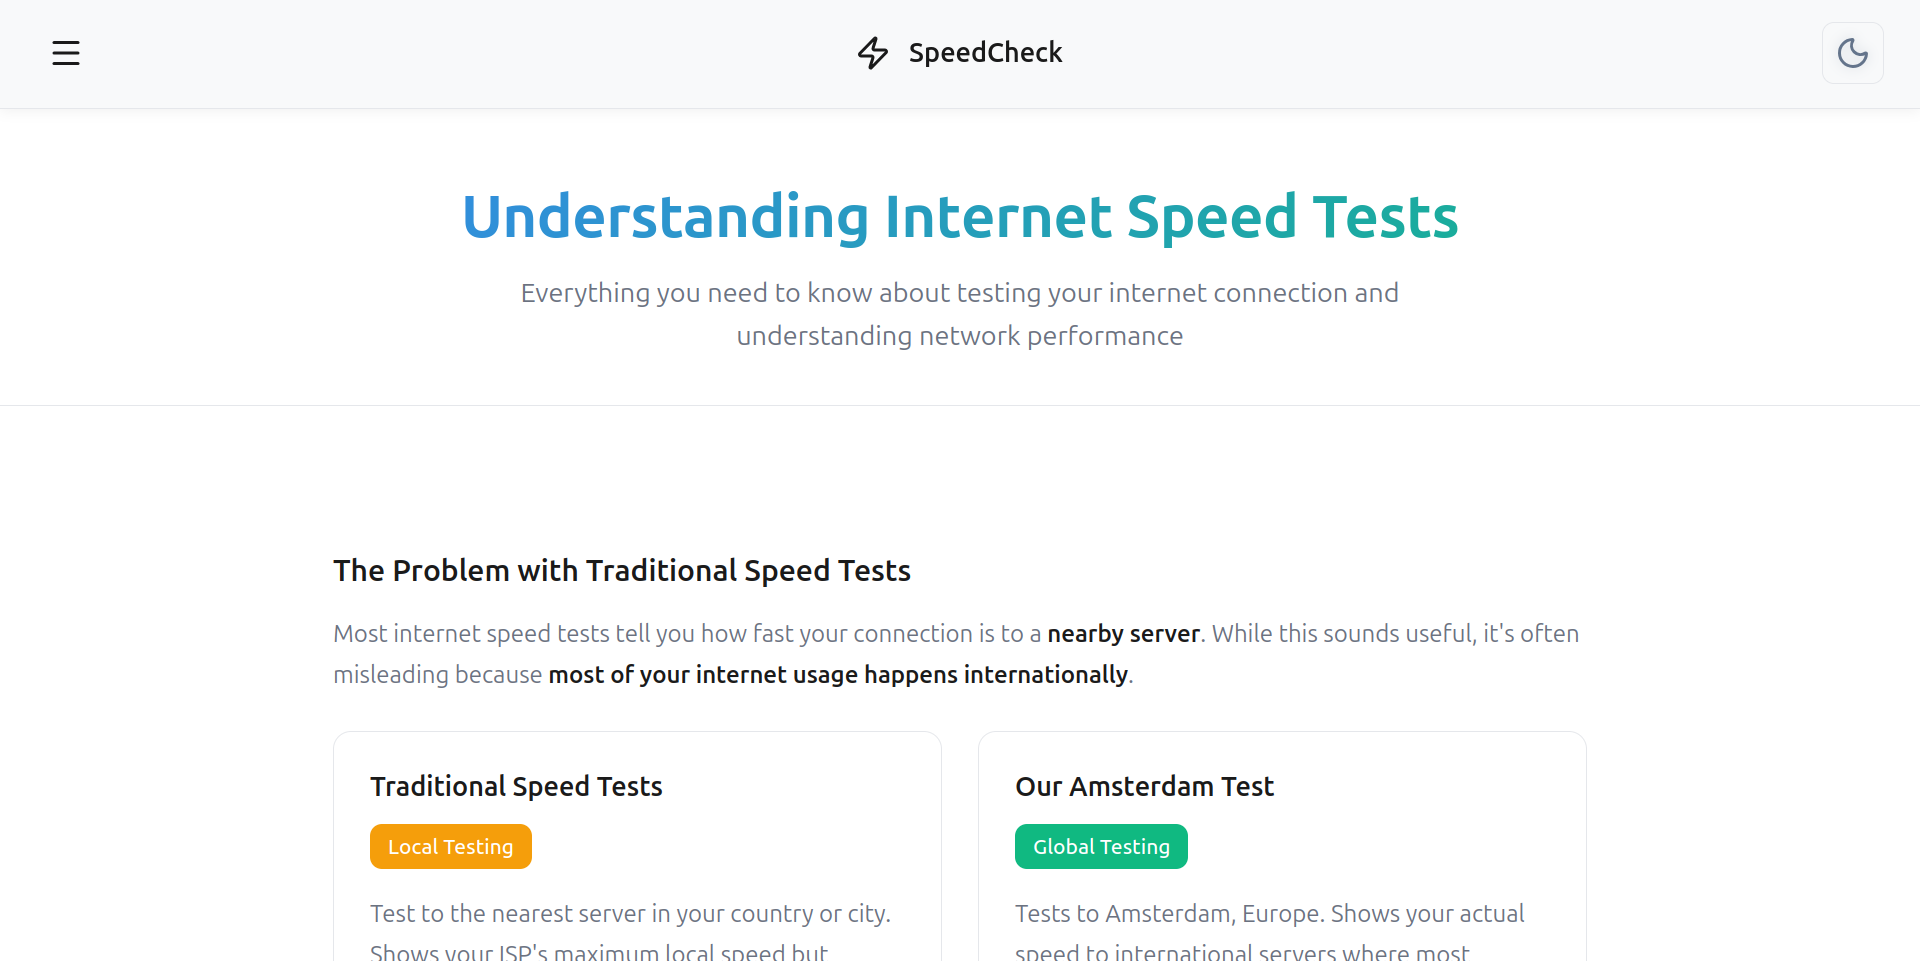 SpeedCheck
Understanding Internet Speed Tests
Everything you need to know about testing your internet connection and
understanding network performance
The Problem with Traditional Speed Tests
Most internet speed tests tell you how fast your connection is to a nearby server. While this sounds useful, it's often
misleading because most of your internet usage happens internationally.
Traditional Speed Tests
Local Testing
Test to the nearest server in your country or city.
Shows your ISP's maximum local speed but
Our Amsterdam Test
Global Testing
Tests to Amsterdam, Europe. Shows your actual
speed to international servers where most